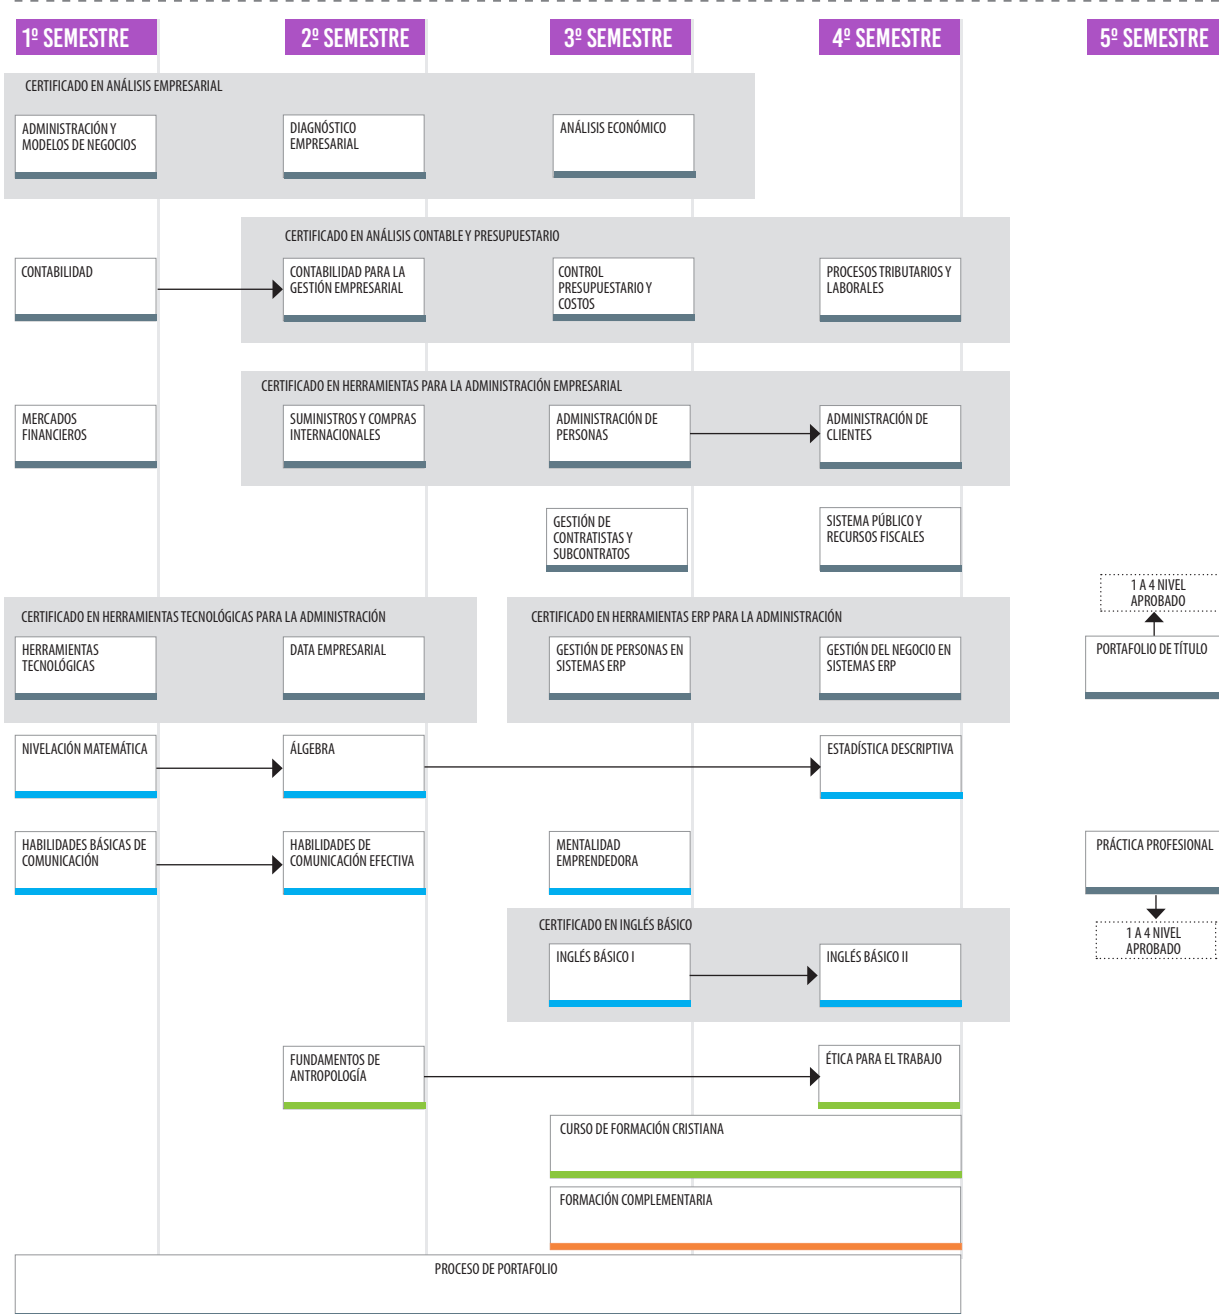 1º SEMESTRE
2º SEMESTRE
3º SEMESTRE
4º SEMESTRE
5º SEMESTRE
CERTIFICADO EN ANÁLISIS EMPRESARIAL
ADMINISTRACIÓN Y
MODELOS DE NEGOCIOS
DIAGNÓSTICO
EMPRESARIAL
ANÁLISIS ECONÓMICO
CERTIFICADO EN ANÁLISIS CONTABLE Y PRESUPUESTARIO
CONTABILIDAD
CONTABILIDAD PARA LA
GESTIÓN EMPRESARIAL
CONTROL
PRESUPUESTARIO Y
COSTOS
PROCESOS TRIBUTARIOS Y
LABORALES
CERTIFICADO EN HERRAMIENTAS PARA LA ADMINISTRACIÓN EMPRESARIAL
MERCADOS
FINANCIEROS
SUMINISTROS Y COMPRAS
INTERNACIONALES
ADMINISTRACIÓN DE
PERSONAS
ADMINISTRACIÓN DE
CLIENTES
GESTIÓN DE
CONTRATISTAS Y
SUBCONTRATOS
SISTEMA PÚBLICO Y
RECURSOS FISCALES
1 A 4 NIVEL
APROBADO
CERTIFICADO EN HERRAMIENTAS TECNOLÓGICAS PARA LA ADMINISTRACIÓN
CERTIFICADO EN HERRAMIENTAS ERP PARA LA ADMINISTRACIÓN
HERRAMIENTAS
TECNOLÓGICAS
DATA EMPRESARIAL
GESTIÓN DE PERSONAS EN
SISTEMAS ERP
GESTIÓN DEL NEGOCIO EN
SISTEMAS ERP
PORTAFOLIO DE TÍTULO
NIVELACIÓN MATEMÁTICA
ÁLGEBRA
ESTADÍSTICA DESCRIPTIVA
HABILIDADES BÁSICAS DE
COMUNICACIÓN
HABILIDADES DE
COMUNICACIÓN EFECTIVA
MENTALIDAD
EMPRENDEDORA
PRÁCTICA PROFESIONAL
1 A 4 NIVEL
APROBADO
CERTIFICADO EN INGLÉS BÁSICO
INGLÉS BÁSICO I
INGLÉS BÁSICO II
FUNDAMENTOS DE
ANTROPOLOGÍA
ÉTICA PARA EL TRABAJO
CURSO DE FORMACIÓN CRISTIANA
FORMACIÓN COMPLEMENTARIA
PROCESO DE PORTAFOLIO